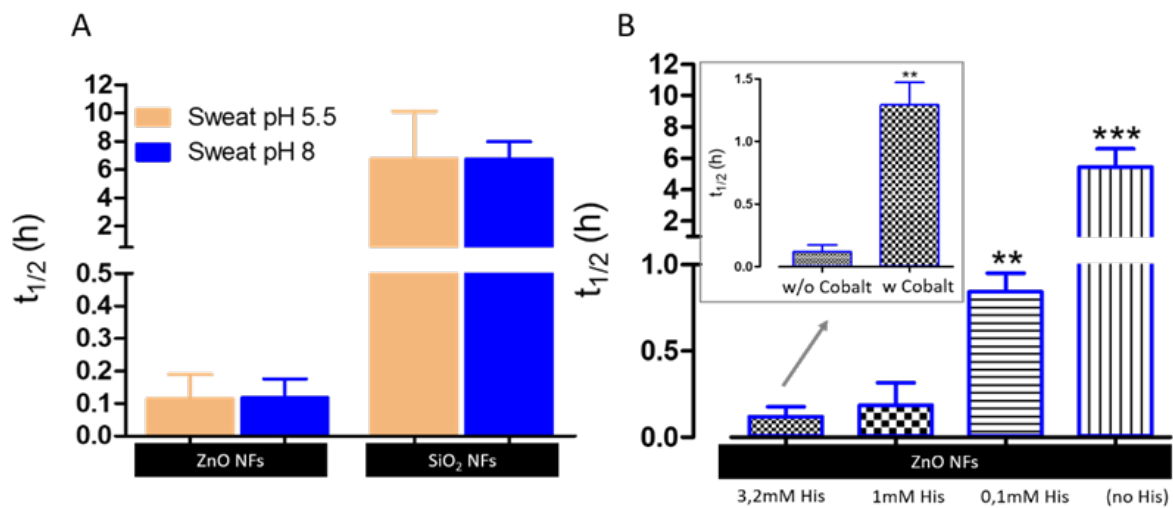 A
12
10
8
6
4
2
0.5
0.4
0.3
0.2
0.1
0.0
t1/2 (h)
Sweat pH 5.5
Sweat pH 8
ZnO NFs
SiO2 NFs
B
12
10
8
6
4
2
1.0
0.5
0.0
t1/2 (h)
1.5
1.0
0.5
0.0
t1/2 (h)
**
w/o Cobalt
w Cobalt
**
***
ZnO NFs
3,2mM His
1mM His
0,1mM His
(no His)